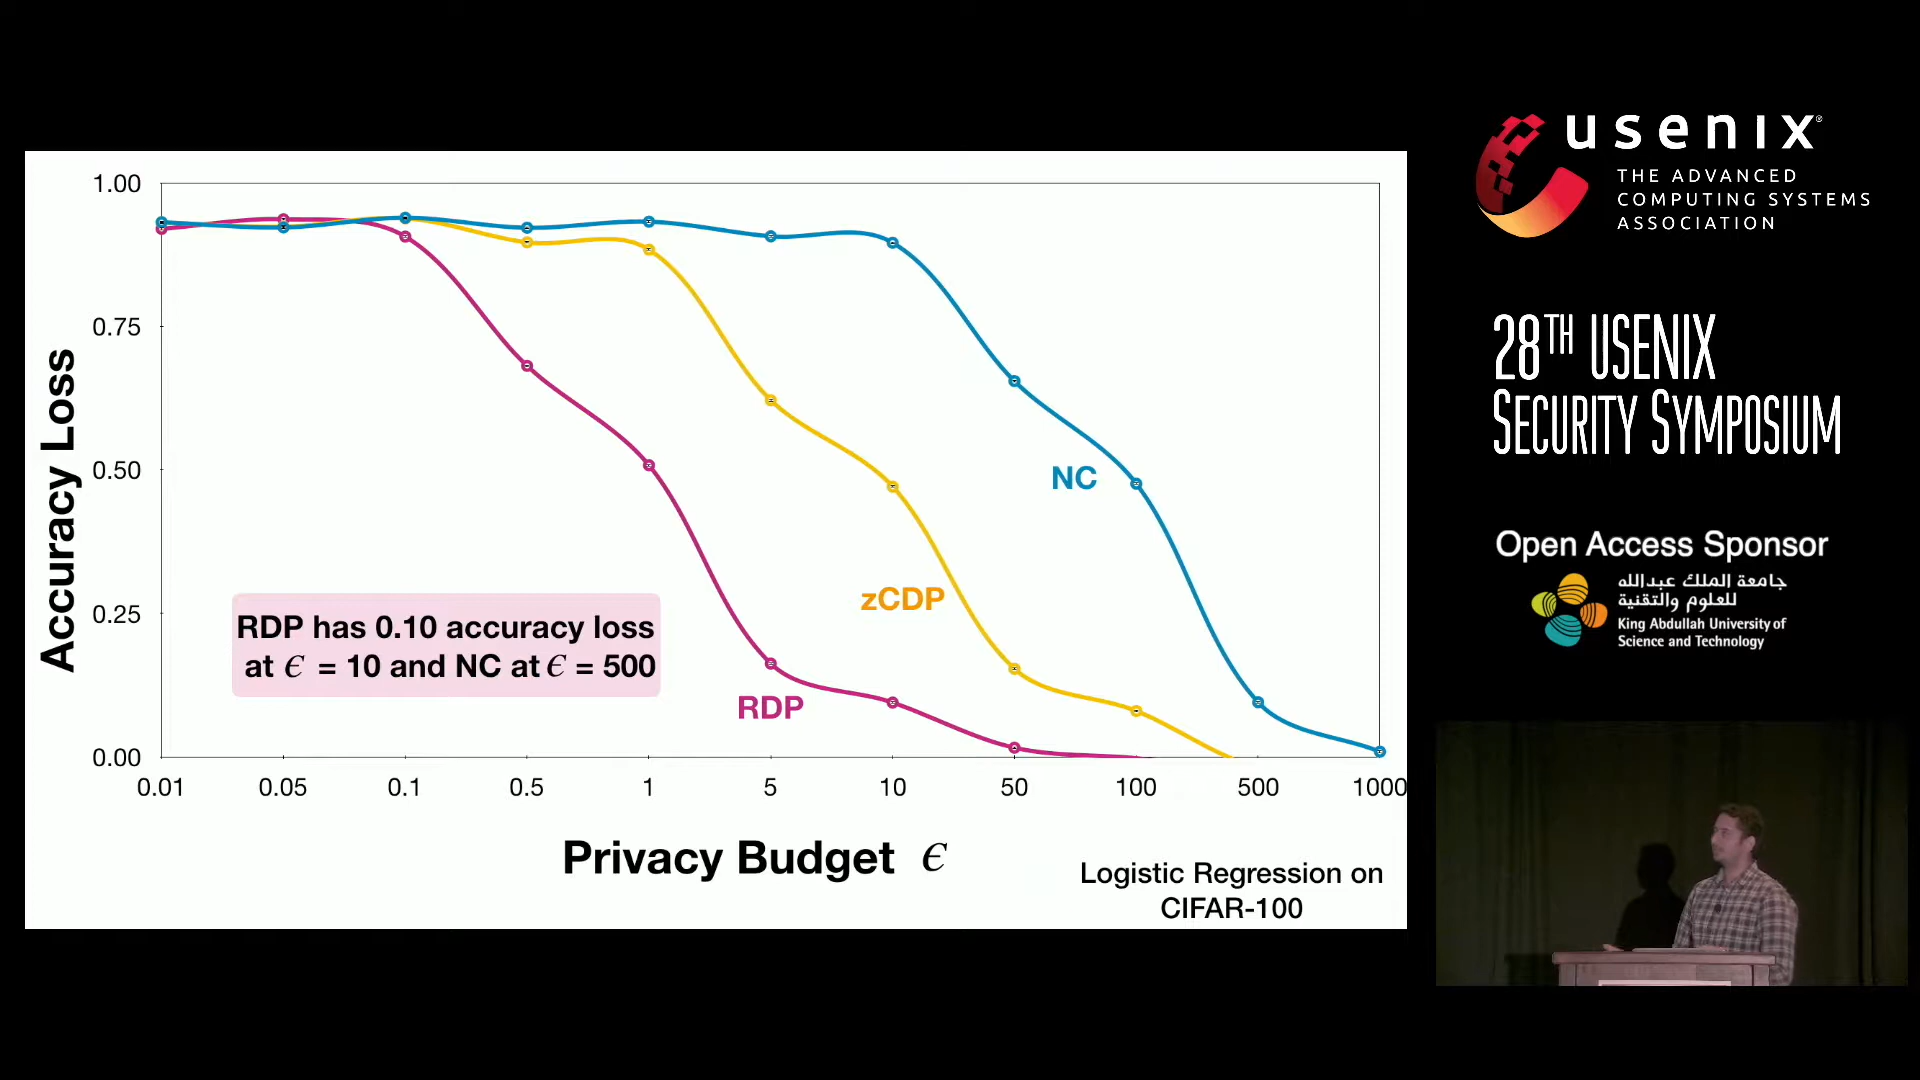 1.00
0.75
0.50
0.25
0.00
Accuracy Loss
NC
zCDP
RDP
RDP has 0.10 accuracy loss
at ϵ = 10 and NC at ϵ = 500
0.01 0.05 0.1 0.5 1 5 10 50 100 500 1000
Privacy Budget ϵ
Logistic Regression on
CIFAR-100
usenix®
THE ADVANCED
COMPUTING SYSTEMS
ASSOCIATION
28TH USENIX
SECURITY SYMPOSIUM
Open Access Sponsor
جامعة الملك عبدالله
للعلوم والتقنية
King Abdullah University of
Science and Technology